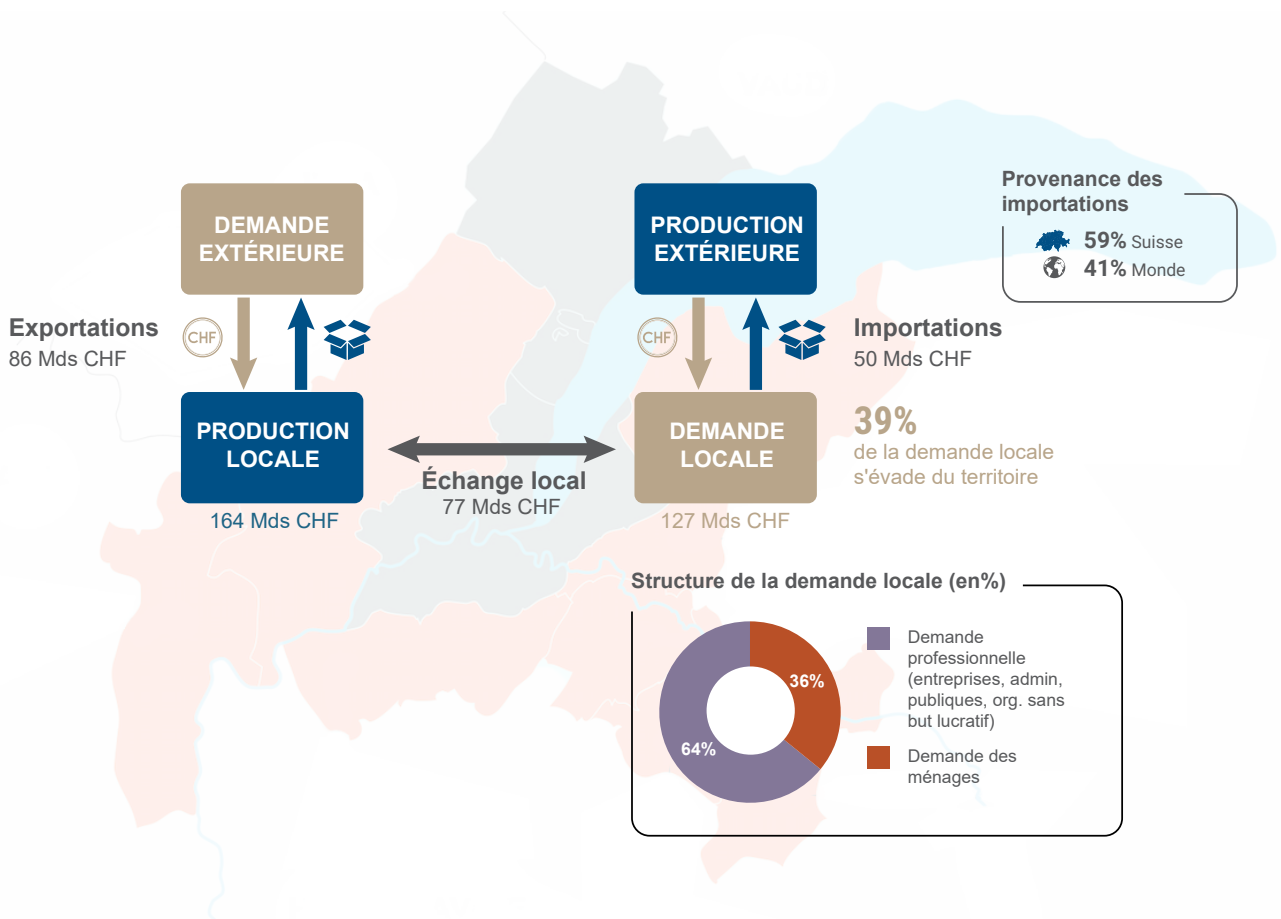 DEMANDE
EXTÉRIEURE
Exportations
86 Mds CHF
CHF
PRODUCTION
LOCALE
164 Mds CHF
Échange local
77 Mds CHF
PRODUCTION
EXTÉRIEURE
CHF
Importations
50 Mds CHF
DEMANDE
LOCALE
127 Mds CHF
39%
de la demande locale
s'évade du territoire
Provenance des
importations
59% Suisse
41% Monde
Structure de la demande locale (en%)
36%
64%
Demande
professionnelle
(entreprises, admin,
publiques, org. sans
but lucratif)
Demande des
ménages